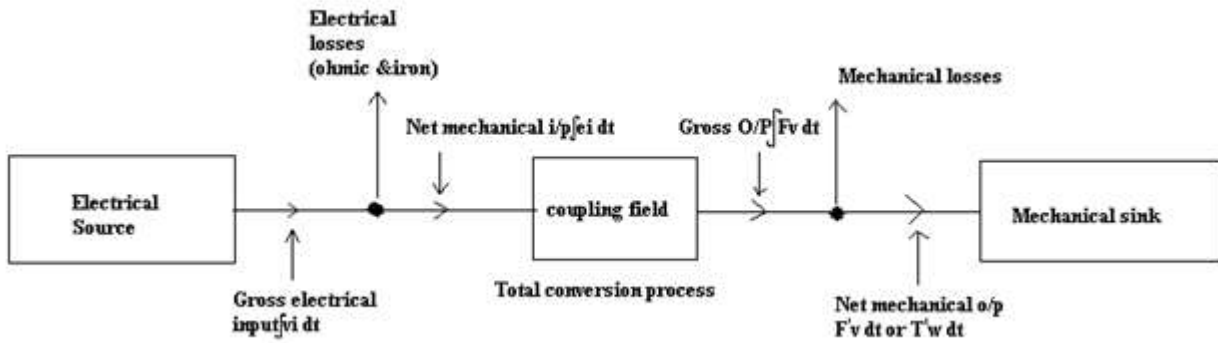 Electrical
losses
(ohmic &iron)
Mechanical losses
Net mechanical i/p∫ei dt
Gross O/P∫Fv dt
Electrical
Source
coupling field
Mechanical sink
Total conversion process
Gross electrical
input∫vi dt
Net mechanical o/p
F'v dt or T'w dt